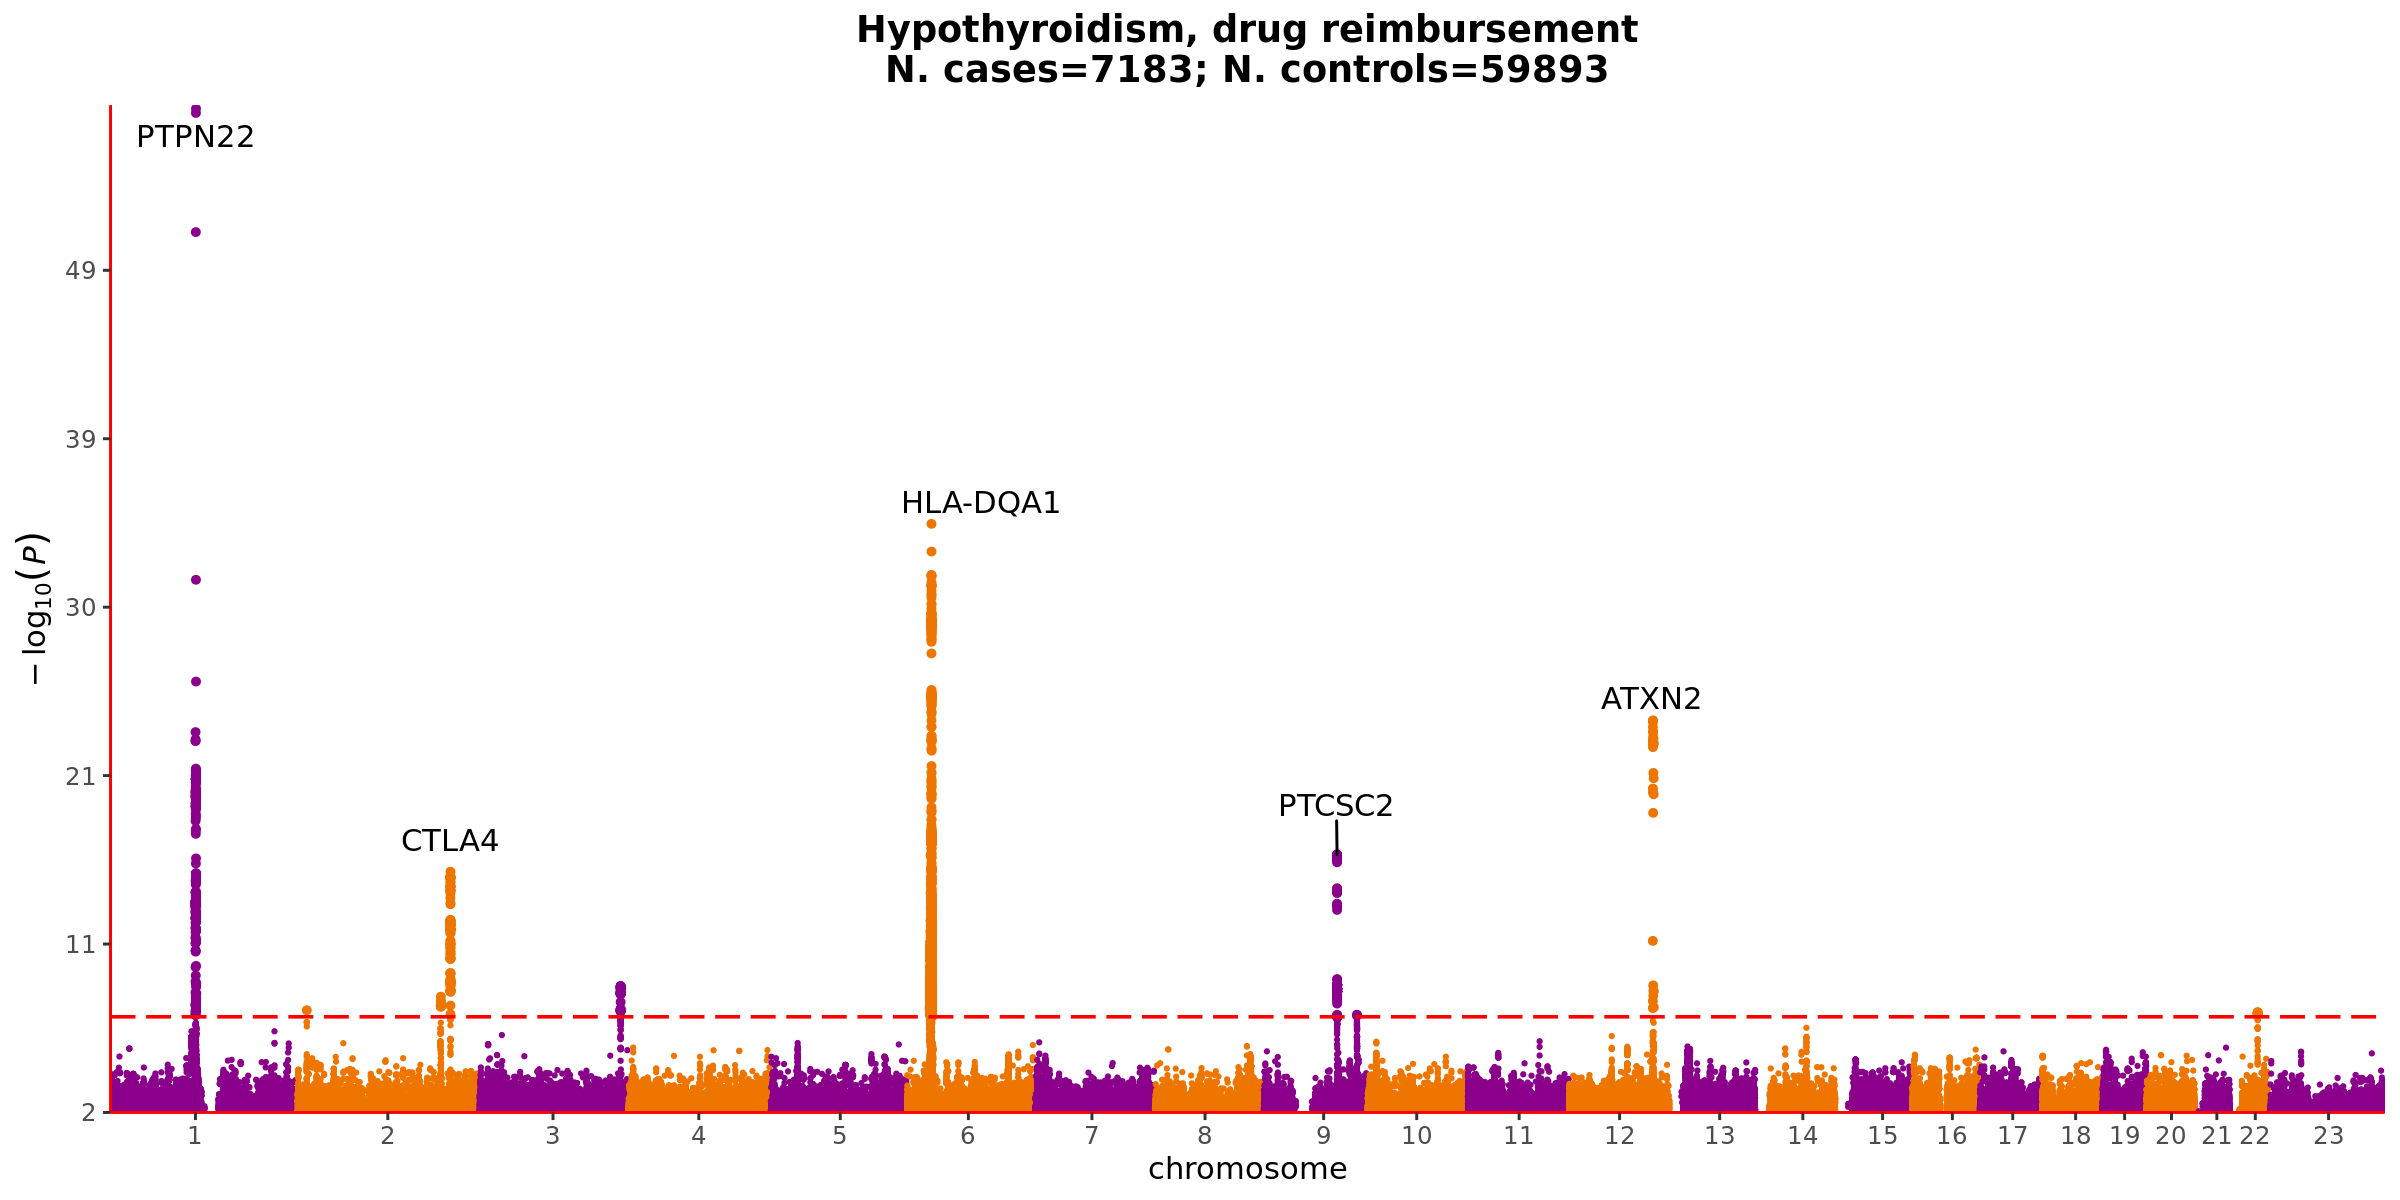 Hypothyroidism, drug reimbursement
N. cases=7183; N. controls=59893
PTPN22
49
39
HLA-DQA1
−log10(P)
30
ATXN2
21
PTCSC2
CTLA4
11
2
1 2 3 4 5 6 7 8 9 10 11 12 13 14 15 16 17 18 19 20 21 22 23
chromosome